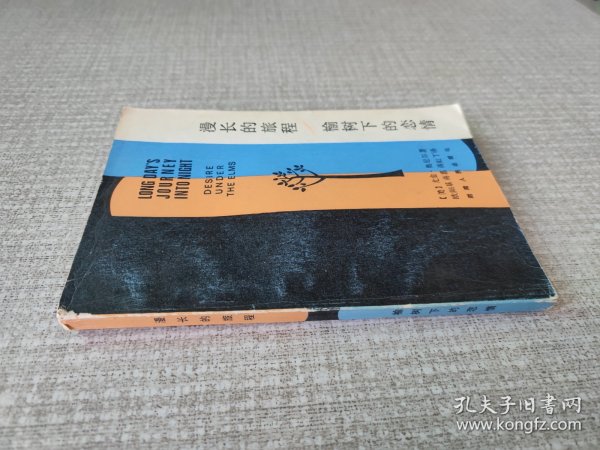 漫长的旅程
榆树下的恋情
LONG DAY'S
JOURNEY
INTO NIGHT
DESIRE
UNDER
THE ELMS
漫长的旅程
榆树下的恋情
孔夫子旧书网
www.kongfz.com